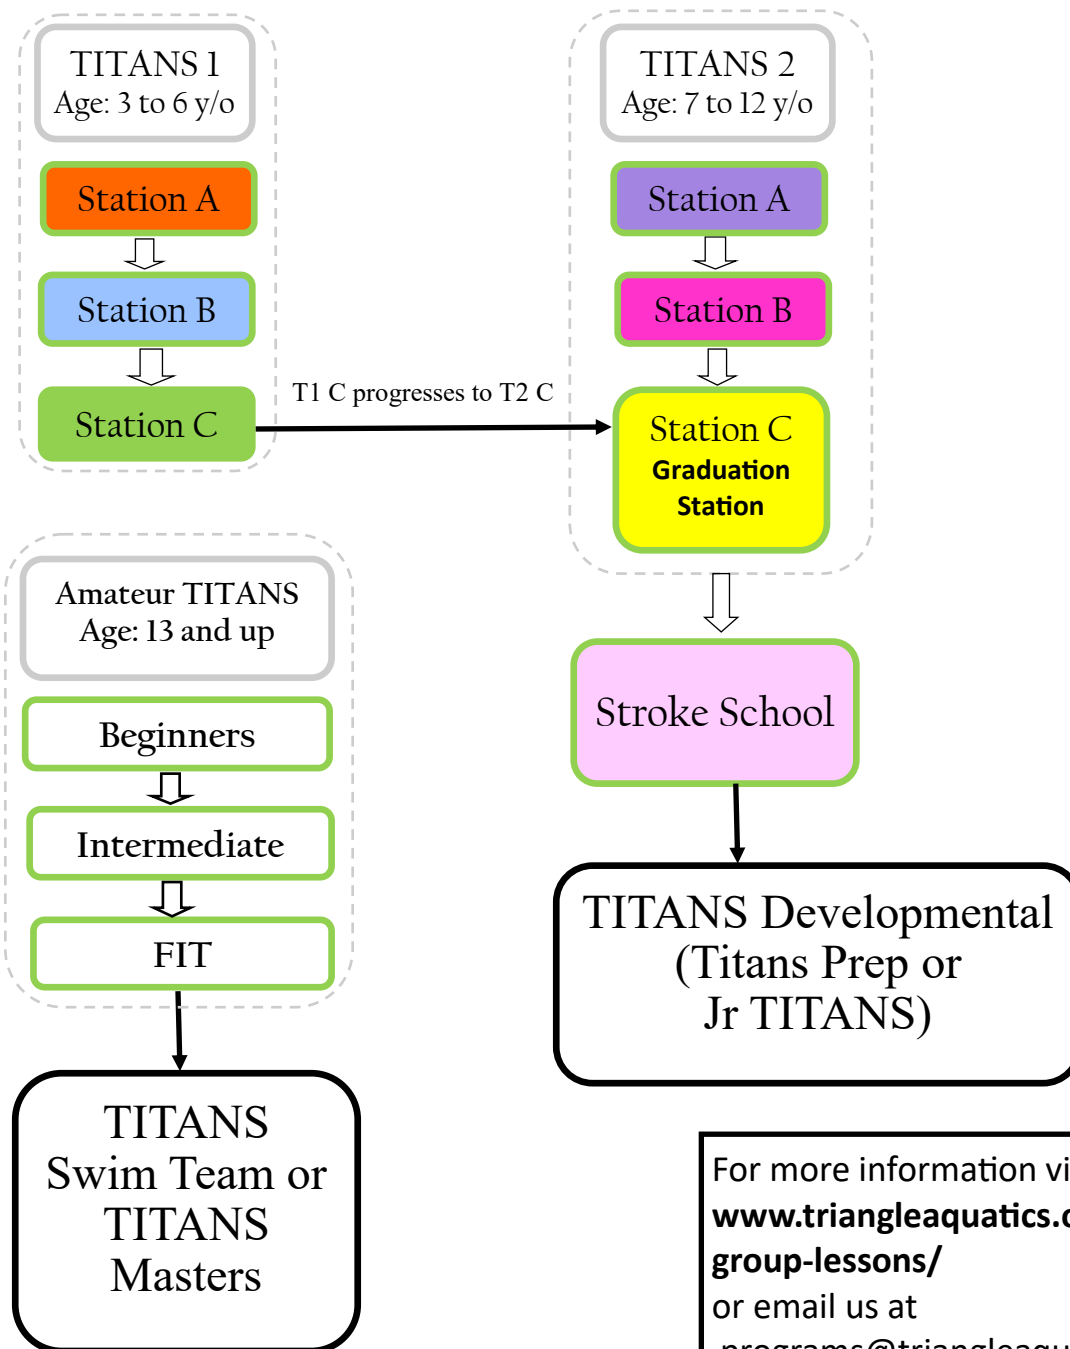 TITANS 1
Age: 3 to 6 y/o
Station A
Station B
Station C
T1 C progresses to T2 C
TITANS 2
Age: 7 to 12 y/o
Station A
Station B
Station C
Graduation
Station
Stroke School
TITANS Developmental
(Titans Prep or
Jr TITANS)
Amateur TITANS
Age: 13 and up
Beginners
Intermediate
FIT
TITANS
Swim Team or
TITANS
Masters
For more information
www.triangleaquatics.
group-lessons/
or email us at